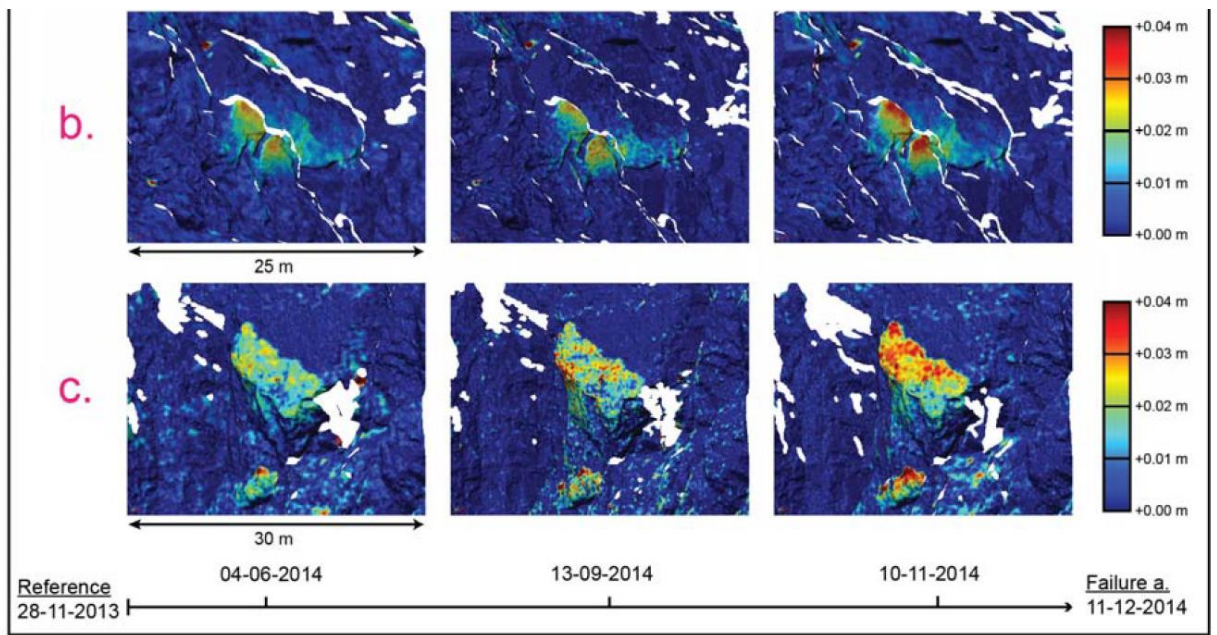 b.
+0.04 m
+0.03 m
+0.02 m
+0.01 m
+0.00 m
25 m
c.
+0.04 m
+0.03 m
+0.02 m
+0.01 m
+0.00 m
30 m
04-06-2014
13-09-2014
10-11-2014
Reference
28-11-2013
Failure a.
11-12-2014